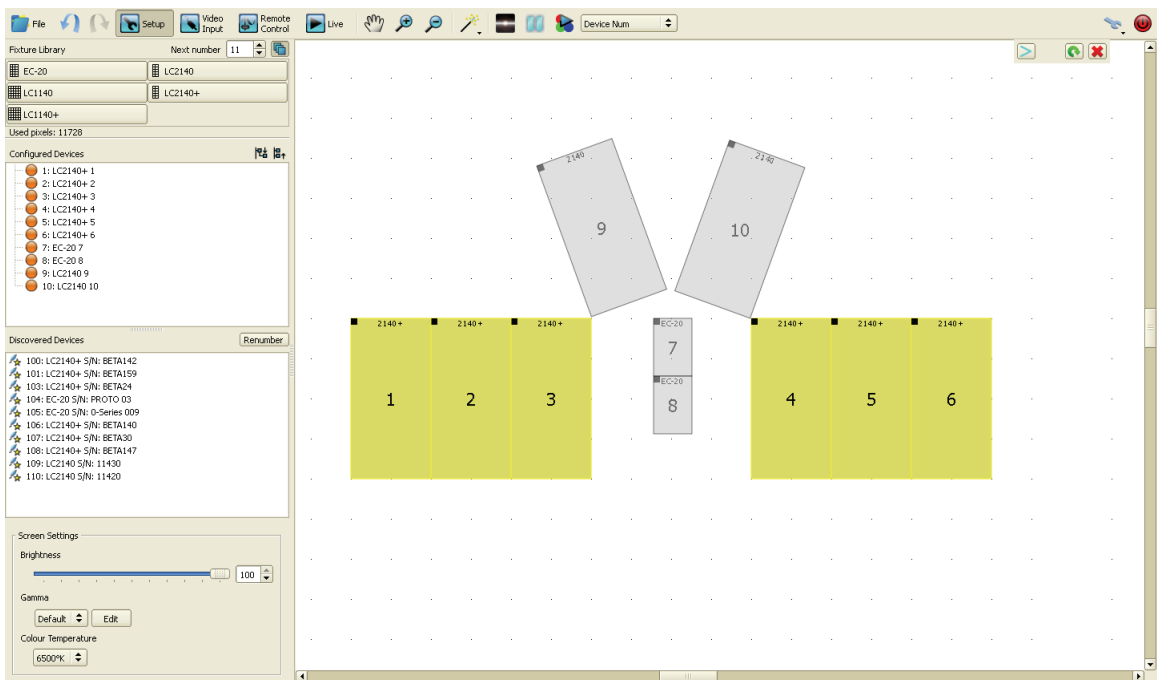 File Setup Video Input Remote Control Live Device Num
Fixture Library Next number 11
EC-20 LC2140
LC1140 LC2140+
LC1140+
Used pixels: 11728
Configured Devices
1: LC2140+ 1
2: LC2140+ 2
3: LC2140+ 3
4: LC2140+ 4
5: LC2140+ 5
6: LC2140+ 6
7: EC-20 7
8: EC-20 8
9: LC2140 9
10: LC2140 10
Discovered Devices Renumber
100: LC2140+ S/N: BETA142
101: LC2140+ S/N: BETA159
103: LC2140+ S/N: BETA24
104: EC-20 S/N: PROTO 03
105: EC-20 S/N: 0-Series 009
106: LC2140+ S/N: BETA140
107: LC2140+ S/N: BETA30
108: LC2140+ S/N: BETA147
109: LC2140 S/N: 11430
110: LC2140 S/N: 11420
Screen Settings
Brightness
100
Gamma
Default Edit
Colour Temperature
6500°K
2140 2140
9 10
2140+ 2140+ 2140+ EC-20 2140+ 2140+ 2140+
7
EC-20
1 2 3 8 4 5 6